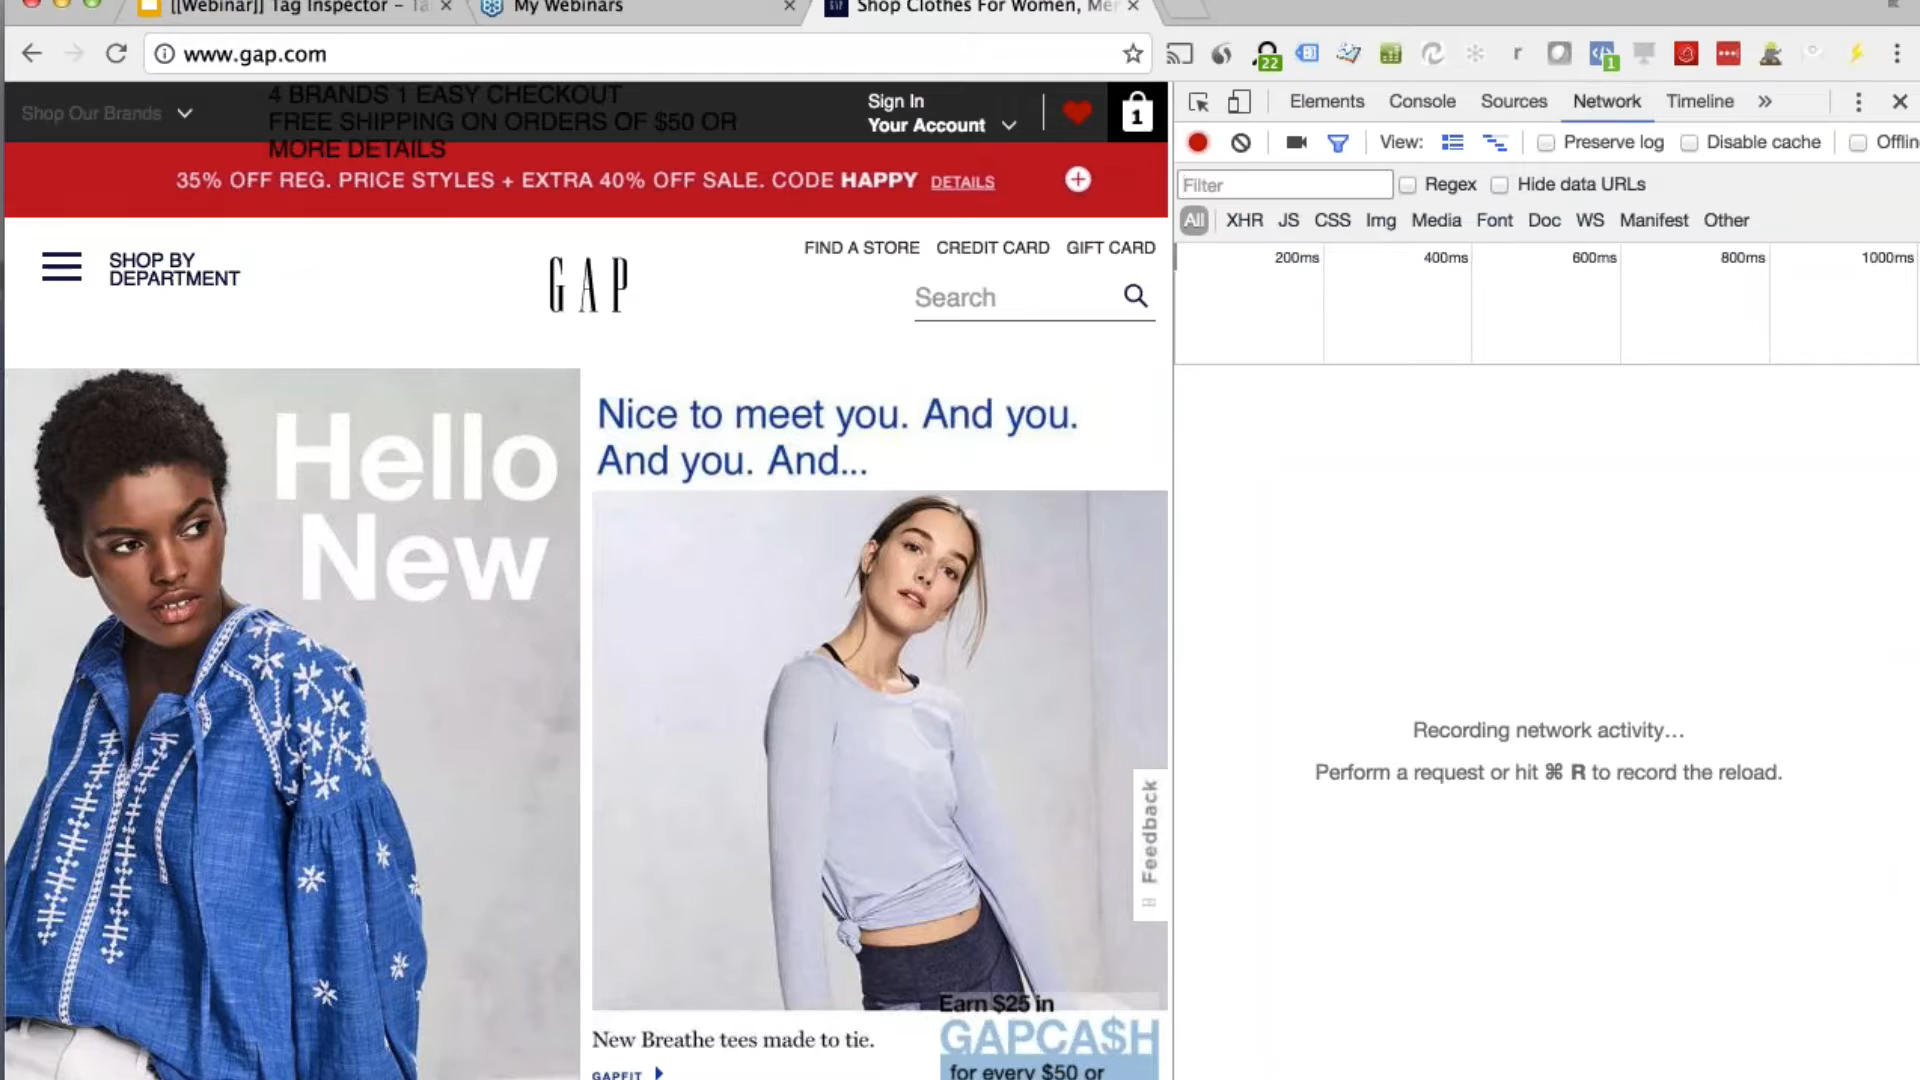 [[Webinar]] Tag Inspector – Ta
My Webinars
Shop Clothes For Women, Mer
www.gap.com
22
1
Shop Our Brands
4 BRANDS 1 EASY CHECKOUT
FREE SHIPPING ON ORDERS OF $50 OR
MORE DETAILS
Sign In
Your Account
1
35% OFF REG. PRICE STYLES + EXTRA 40% OFF SALE. CODE HAPPY DETAILS
SHOP BY
DEPARTMENT
GAP
FIND A STORE CREDIT CARD GIFT CARD
Search
Hello
New
Nice to meet you. And you.
And you. And...
Feedback
Earn $25 in
GAPCA$H
for every $50 or
New Breathe tees made to tie.
GAPFIT
Elements Console Sources Network Timeline »
View: Preserve log Disable cache Offlin
Filter Regex Hide data URLs
All XHR JS CSS Img Media Font Doc WS Manifest Other
200ms 400ms 600ms 800ms 1000ms
Recording network activity…
Perform a request or hit ⌘ R to record the reload.